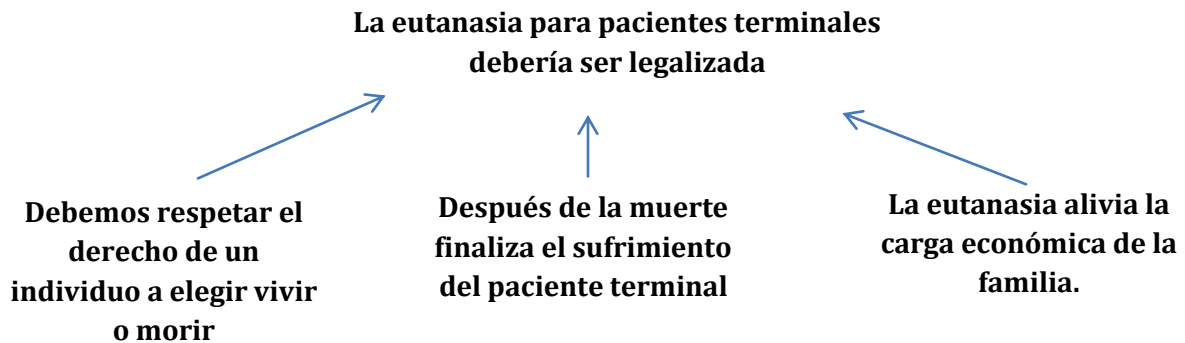 La eutanasia para pacientes terminales
debería ser legalizada
Debemos respetar el
derecho de un
individuo a elegir vivir
o morir
Después de la muerte
finaliza el sufrimiento
del paciente terminal
La eutanasia alivia la
carga económica de la
familia.